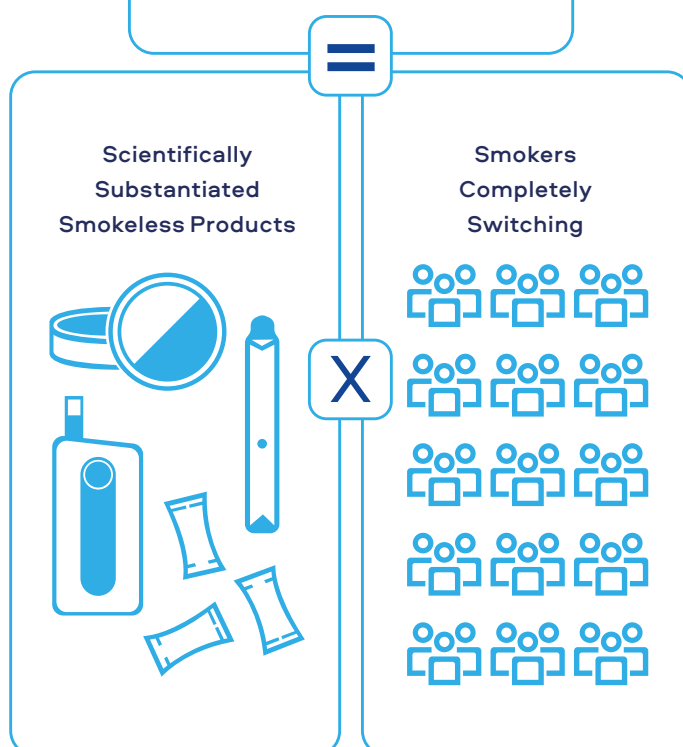 =
Scientifically
Substantiated
Smokeless Products
X
Smokers
Completely
Switching